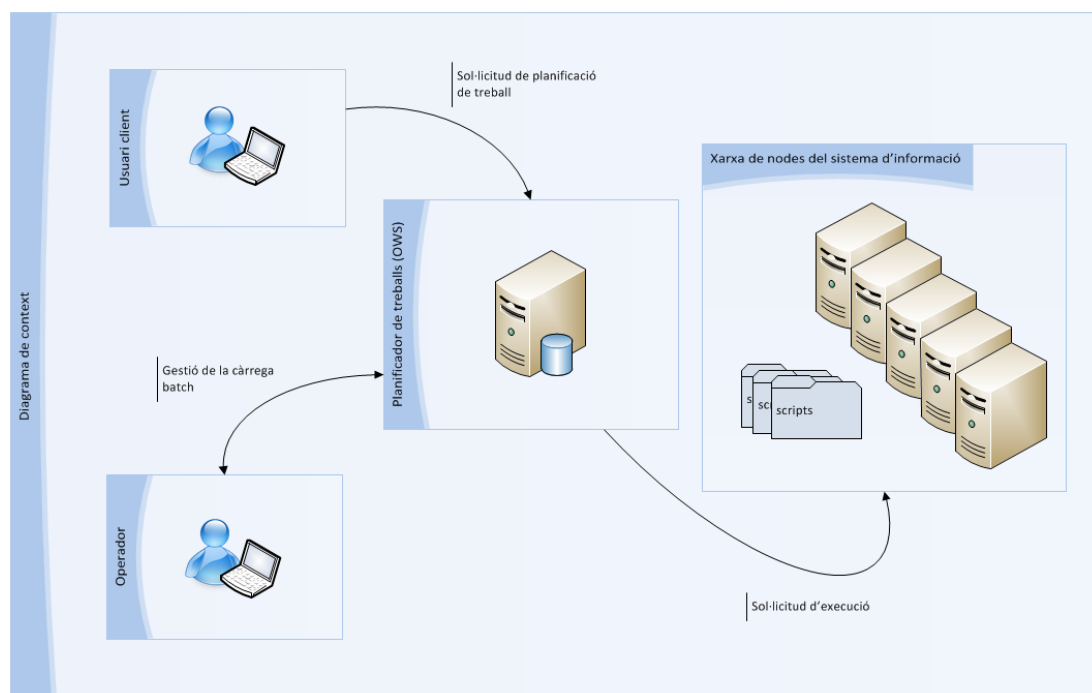 Diagrama de context
Usuari client
Sol·licitud de planificació
de treball
Xarxa de nodes del sistema d'informació
Planificador de treballs (OWS)
Gestió de la càrrega
batch
s
scr
scripts
Operador
Sol·licitud d'execució